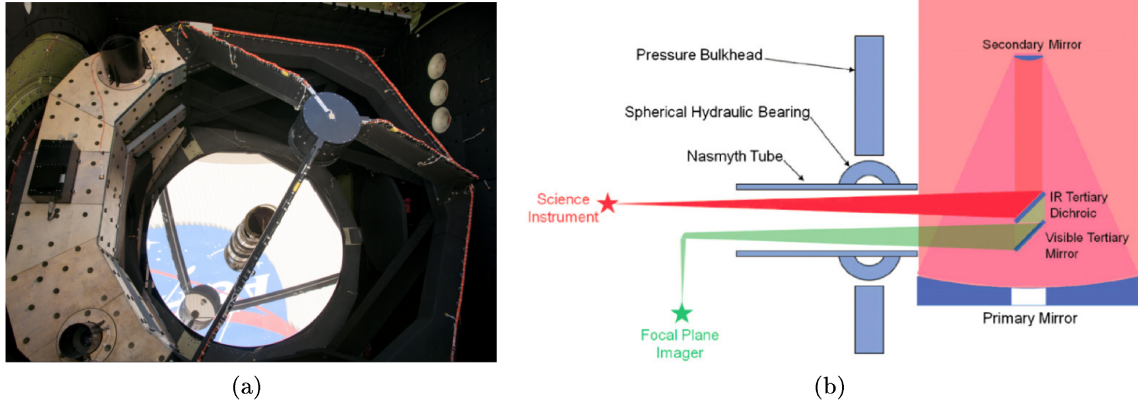 Pressure Bulkhead
Secondary Mirror
Spherical Hydraulic Bearing
Nasmyth Tube
Science
Instrument
IR Tertiary
Dichroic
Visible Tertiary
Mirror
Primary Mirror
Focal Plane
Imager
(a)
(b)